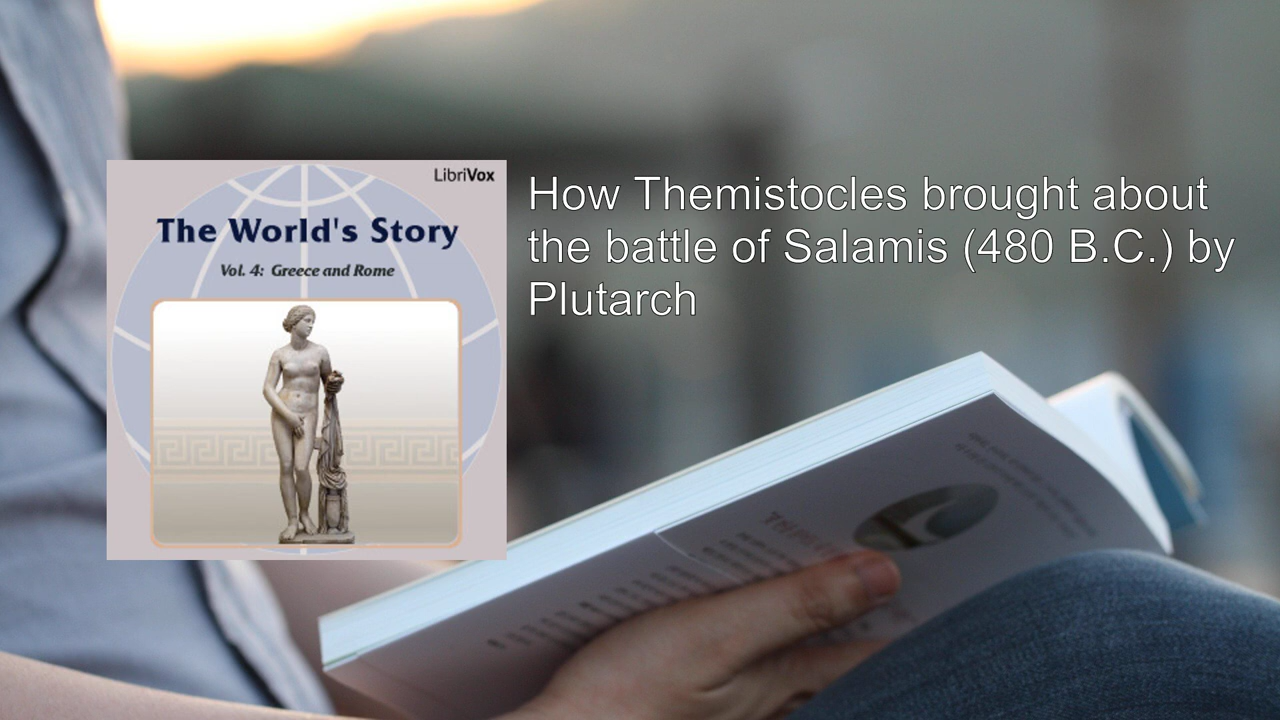 LibriVox
The World's Story
Vol. 4: Greece and Rome
How Themistocles brought about
the battle of Salamis (480 B.C.) by
Plutarch